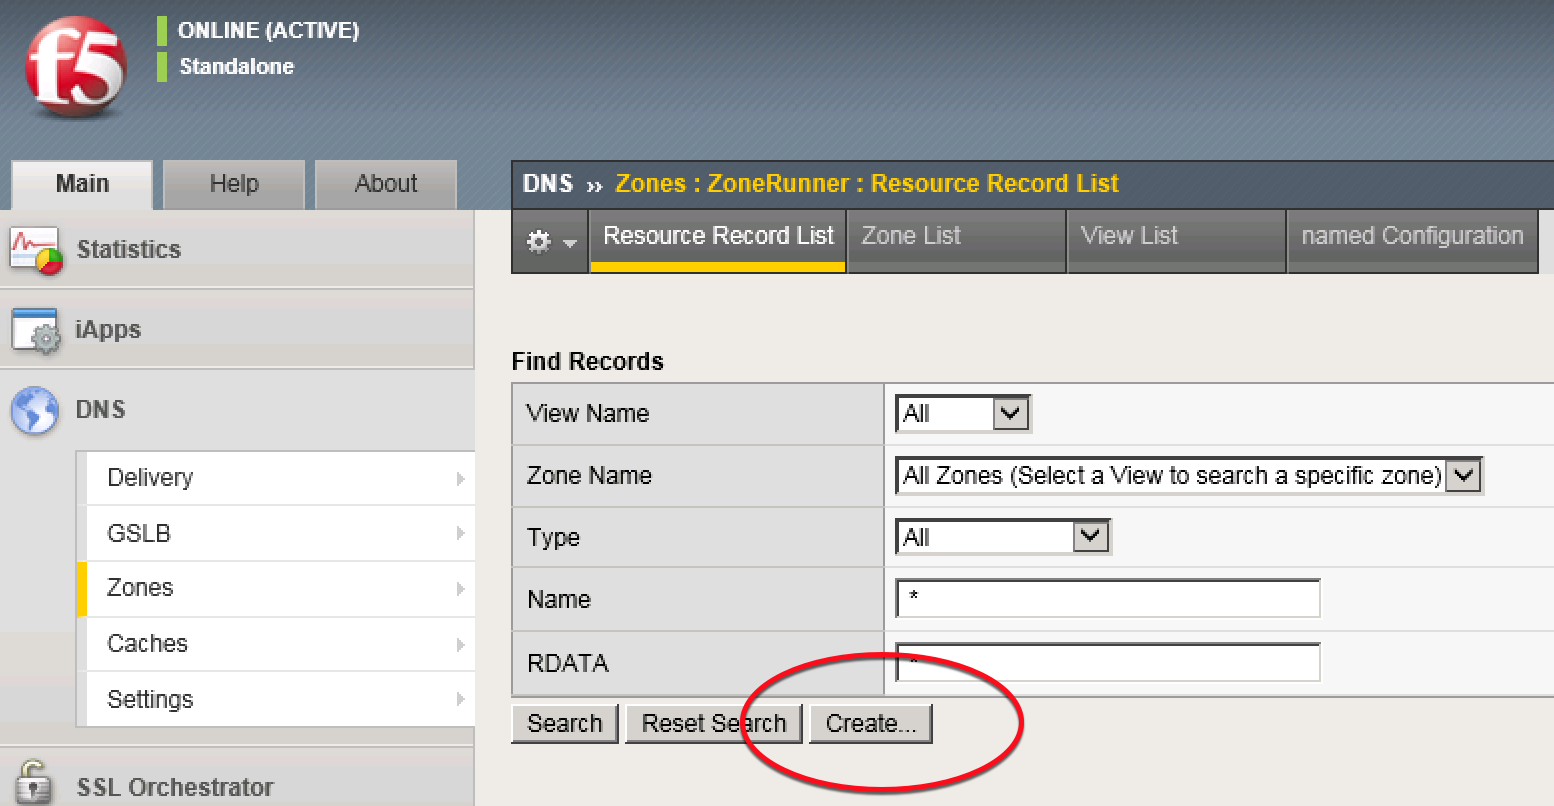 f5
ONLINE (ACTIVE)
Standalone
Main Help About
DNS ›› Zones : ZoneRunner : Resource Record List
Resource Record List Zone List View List named Configuration
Statistics
iApps
DNS
Delivery
GSLB
Zones
Caches
Settings
SSL Orchestrator
Find Records
View Name All
Zone Name All Zones (Select a View to search a specific zone)
Type All
Name *
RDATA *
Search Reset Search Create...